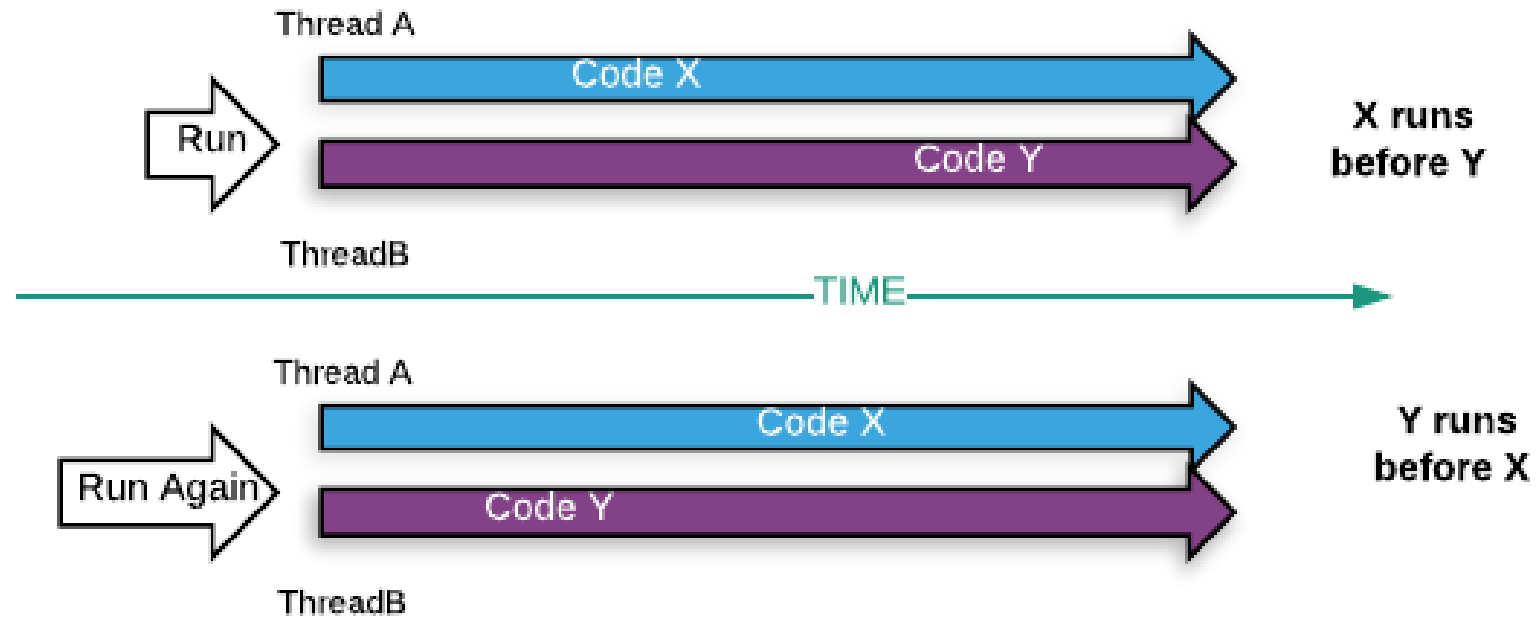 Thread A
Code X
Run
Code Y
X runs
before Y
ThreadB
TIME
Thread A
Code X
Run Again
Code Y
Y runs
before X
ThreadB